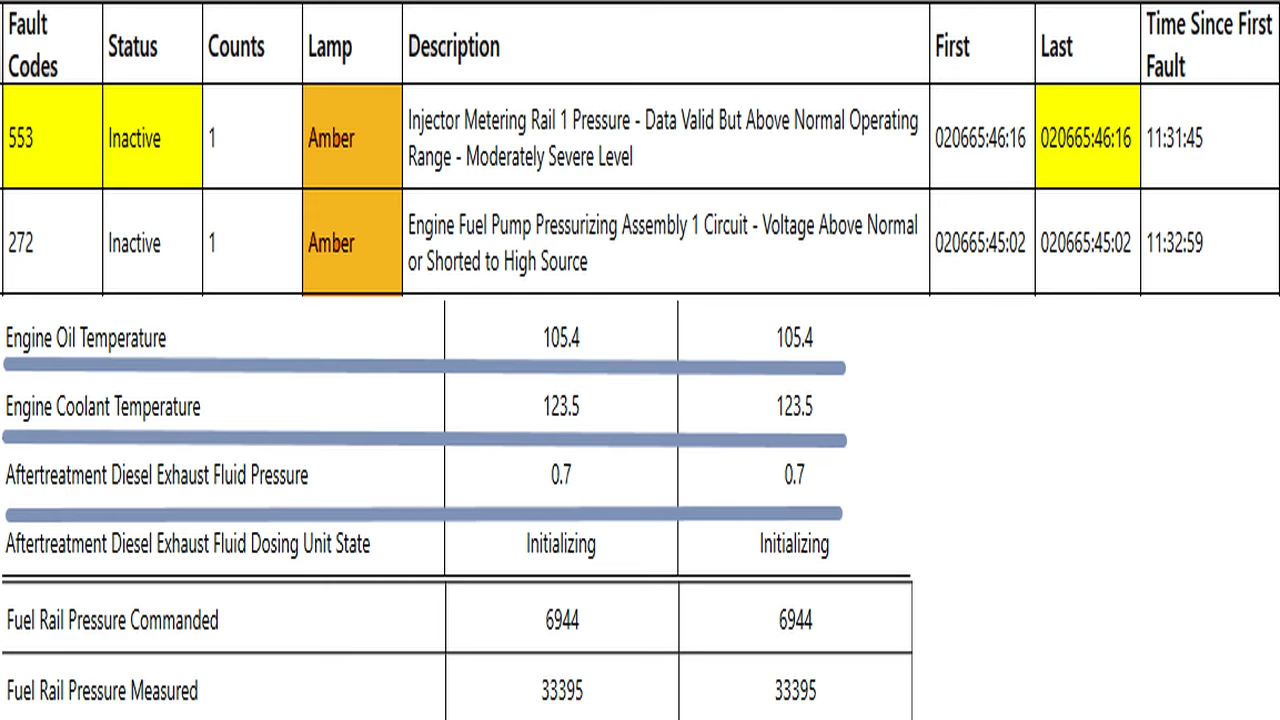 Fault Codes Status Counts Lamp Description First Last Time Since First Fault
553 Inactive 1 Amber Injector Metering Rail 1 Pressure - Data Valid But Above Normal Operating Range - Moderately Severe Level 020665:46:16 020665:46:16 11:31:45
272 Inactive 1 Amber Engine Fuel Pump Pressurizing Assembly 1 Circuit - Voltage Above Normal or Shorted to High Source 020665:45:02 020665:45:02 11:32:59
Engine Oil Temperature 105.4 105.4
Engine Coolant Temperature 123.5 123.5
Aftertreatment Diesel Exhaust Fluid Pressure 0.7 0.7
Aftertreatment Diesel Exhaust Fluid Dosing Unit State Initializing Initializing
Fuel Rail Pressure Commanded 6944 6944
Fuel Rail Pressure Measured 33395 33395